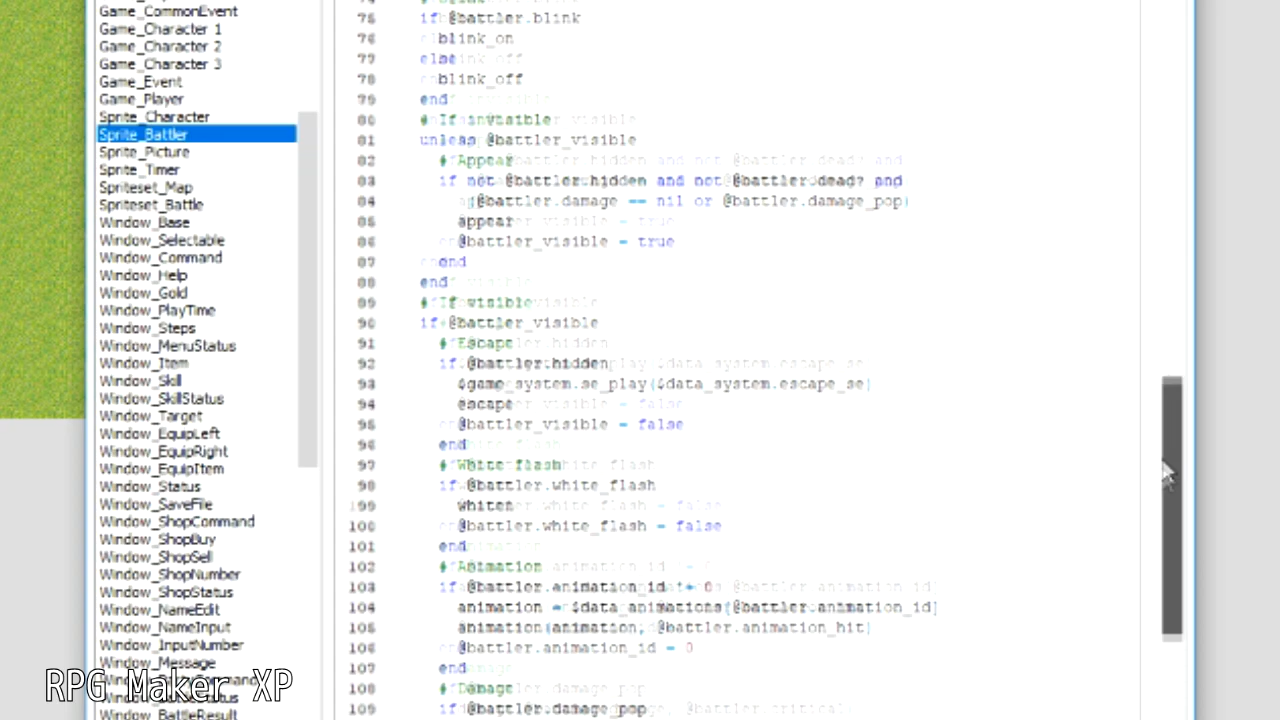 Game_CommonEvent
Game_Character 1
Game_Character 2
Game_Character 3
Game_Event
Game_Player
Sprite_Character
Sprite_Battler
Sprite_Picture
Sprite_Timer
Spriteset_Map
Spriteset_Battle
Window_Base
Window_Selectable
Window_Command
Window_Help
Window_Gold
Window_PlayTime
Window_Steps
Window_MenuStatus
Window_Item
Window_Skill
Window_SkillStatus
Window_Target
Window_EquipLeft
Window_EquipRight
Window_EquipItem
Window_Status
Window_SaveFile
Window_ShopCommand
Window_ShopBuy
Window_ShopSell
Window_ShopNumber
Window_ShopStatus
Window_NameEdit
Window_NameInput
Window_InputNumber
Window_Message
Window_BattleResult
75 if @battler.blink
76 blink_on
77 else
78 blink_off
79 end
80 # If invisible
81 unless @battler_visible
82 # Appear
83 if not @battler.hidden and not @battler.dead? and
84 @battler.damage == nil or @battler.damage_pop)
85 appear
86 @battler_visible = true
87 end
88 end
89 # If visible
90 if @battler_visible
91 # Escape
92 if @battler.hidden
93 $game_system.se_play($data_system.escape_se)
94 escape
95 @battler_visible = false
96 end
97 # White flash
98 if @battler.white_flash
99 whiten
100 @battler.white_flash = false
101 end
102 # Animation
103 if @battler.animation_id != 0
104 animation = $data_animations[@battler.animation_id]
105 animation(animation, @battler.animation_hit)
106 @battler.animation_id = 0
107 end
108 # Damage
109 if @battler.damage_pop
RPG Maker XP